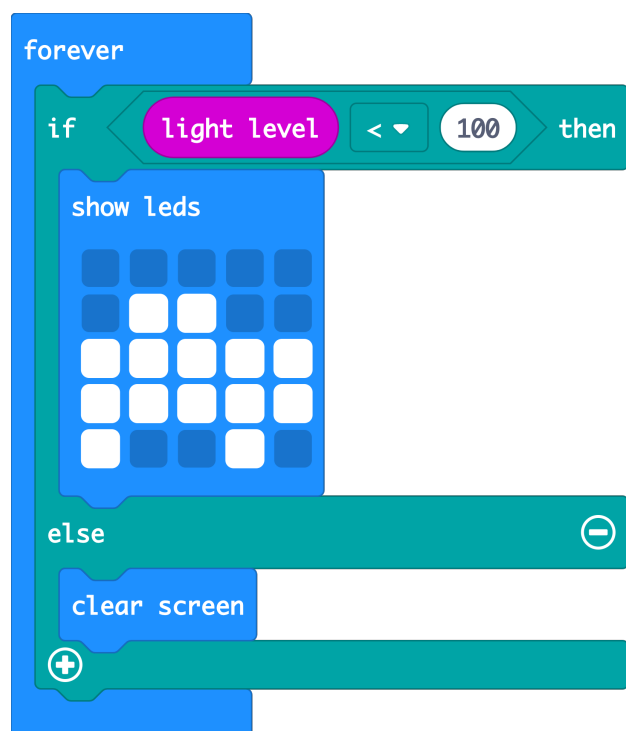 forever
if light level < 100 then
show leds
else
clear screen